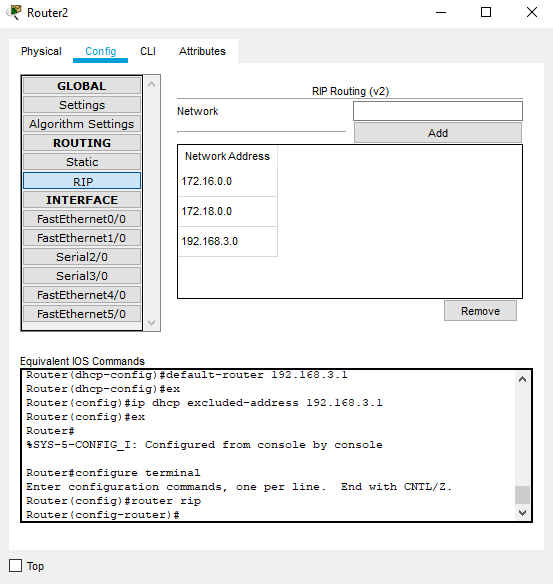 Router2
Physical
Config
CLI
Attributes
GLOBAL
Settings
Algorithm Settings
ROUTING
Static
RIP
INTERFACE
FastEthernet0/0
FastEthernet1/0
Serial2/0
Serial3/0
FastEthernet4/0
FastEthernet5/0
RIP Routing (v2)
Network
Add
Network Address
172.16.0.0
172.18.0.0
192.168.3.0
Remove
Equivalent IOS Commands
Router(dhcp-config)#default-router 192.168.3.1
Router(dhcp-config)#ex
Router(config)#ip dhcp excluded-address 192.168.3.1
Router(config)#ex
Router#
%SYS-5-CONFIG_I: Configured from console by console
Router#configure terminal
Enter configuration commands, one per line.  End with CNTL/Z.
Router(config)#router rip
Router(config-router)#
Top